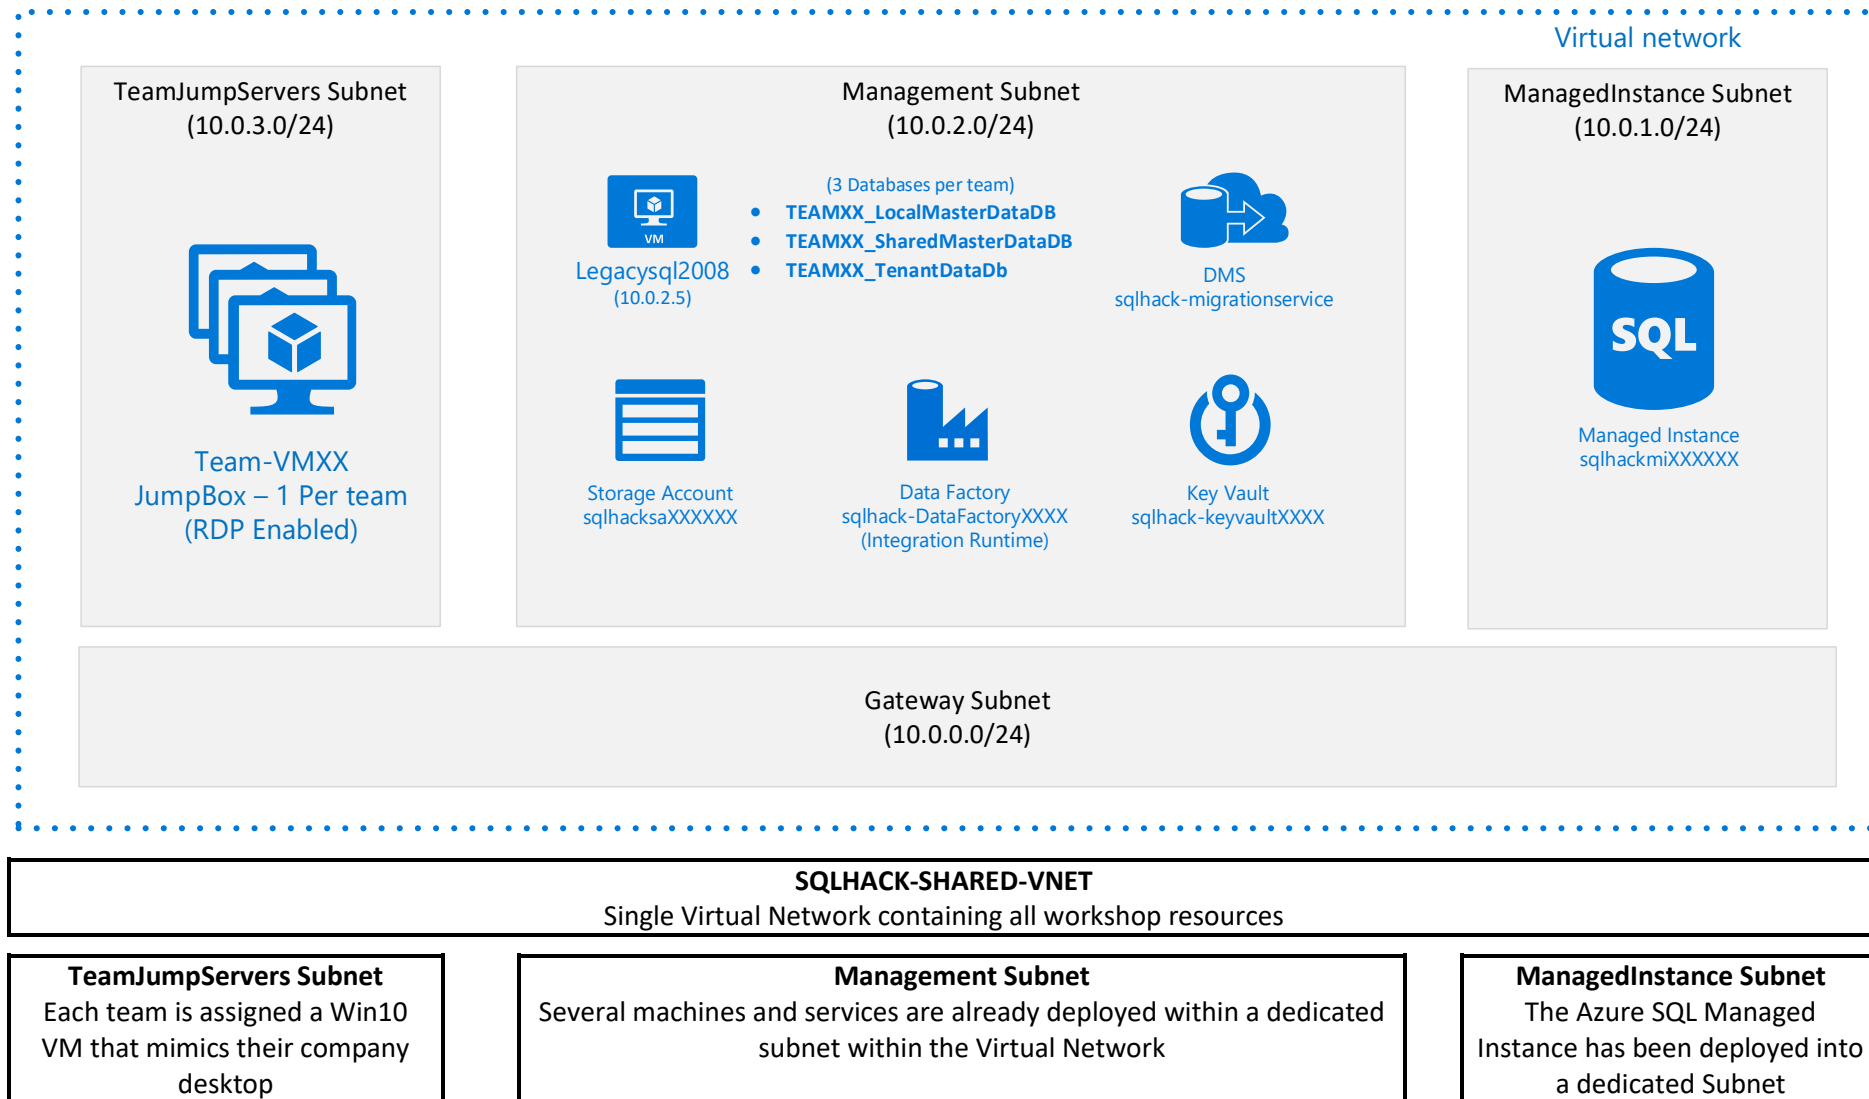 Virtual network
TeamJumpServers Subnet
(10.0.3.0/24)
Team-VMXX
JumpBox – 1 Per team
(RDP Enabled)
Management Subnet
(10.0.2.0/24)
VM
Legacysql2008
(10.0.2.5)
(3 Databases per team)
• TEAMXX_LocalMasterDataDB
• TEAMXX_SharedMasterDataDB
• TEAMXX_TenantDataDb
DMS
sqlhack-migrationservice
Storage Account
sqlhacksaXXXXXX
Data Factory
sqlhack-DataFactoryXXXX
(Integration Runtime)
Key Vault
sqlhack-keyvaultXXXX
ManagedInstance Subnet
(10.0.1.0/24)
SQL
Managed Instance
sqlhackmiXXXXXX
Gateway Subnet
(10.0.0.0/24)
SQLHACK-SHARED-VNET
Single Virtual Network containing all workshop resources
TeamJumpServers Subnet
Each team is assigned a Win10
VM that mimics their company
desktop
Management Subnet
Several machines and services are already deployed within a dedicated
subnet within the Virtual Network
ManagedInstance Subnet
The Azure SQL Managed
Instance has been deployed into
a dedicated Subnet